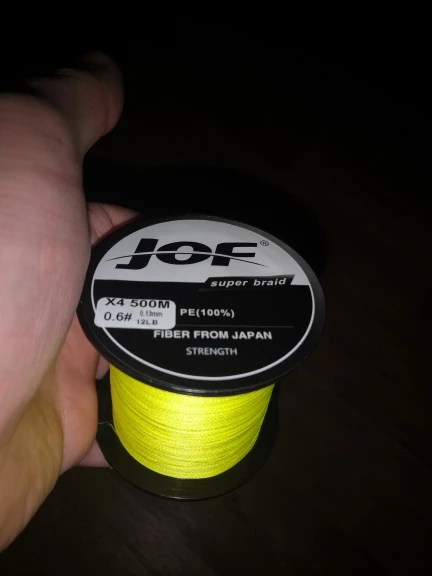 JOF®
super braid
X4 500M
0.6# 0.13mm
12LB
PE(100%)
FIBER FROM JAPAN
STRENGTH